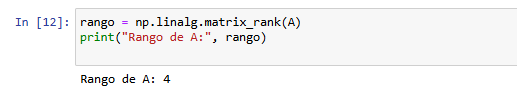 In [12]: rango = np.linalg.matrix_rank(A)
print("Rango de A:", rango)
Rango de A: 4